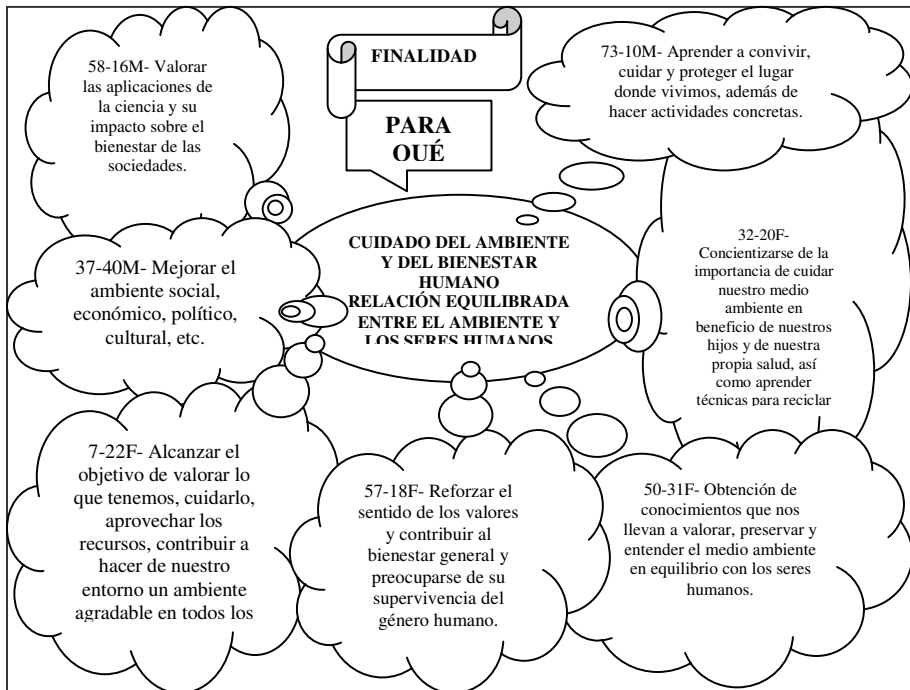 FINALIDAD
PARA
QUÉ
58-16M- Valorar
las aplicaciones de
la ciencia y su
impacto sobre el
bienestar de las
sociedades.
73-10M- Aprender a convivir,
cuidar y proteger el lugar
donde vivimos, además de
hacer actividades concretas.
CUIDADO DEL AMBIENTE
Y DEL BIENESTAR
HUMANO
RELACIÓN EQUILIBRADA
ENTRE EL AMBIENTE Y
LOS SERES HUMANOS
37-40M- Mejorar el
ambiente social,
económico, político,
cultural, etc.
32-20F-
Concientizarse de la
importancia de cuidar
nuestro medio
ambiente en
beneficio de nuestros
hijos y de nuestra
propia salud, así
como aprender
técnicas para reciclar
7-22F- Alcanzar el
objetivo de valorar lo
que tenemos, cuidarlo,
aprovechar los
recursos, contribuir a
hacer de nuestro
entorno un ambiente
agradable en todos los
57-18F- Reforzar el
sentido de los valores
y contribuir al
bienestar general y
preocuparse de su
supervivencia del
género humano.
50-31F- Obtención de
conocimientos que nos
llevan a valorar, preservar y
entender el medio ambiente
en equilibrio con los seres
humanos.